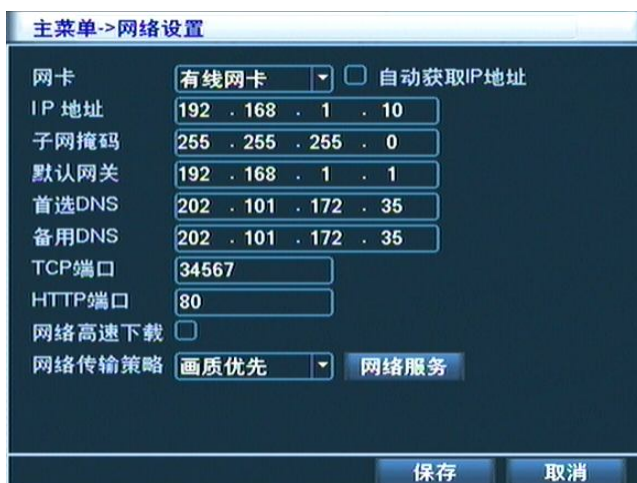 主菜单->网络设置
网卡 有线网卡 自动获取IP地址
IP 地址 192 . 168 . 1 . 10
子网掩码 255 . 255 . 255 . 0
默认网关 192 . 168 . 1 . 1
首选DNS 202 . 101 . 172 . 35
备用DNS 202 . 101 . 172 . 35
TCP端口 34567
HTTP端口 80
网络高速下载
网络传输策略 画质优先 网络服务
保存 取消